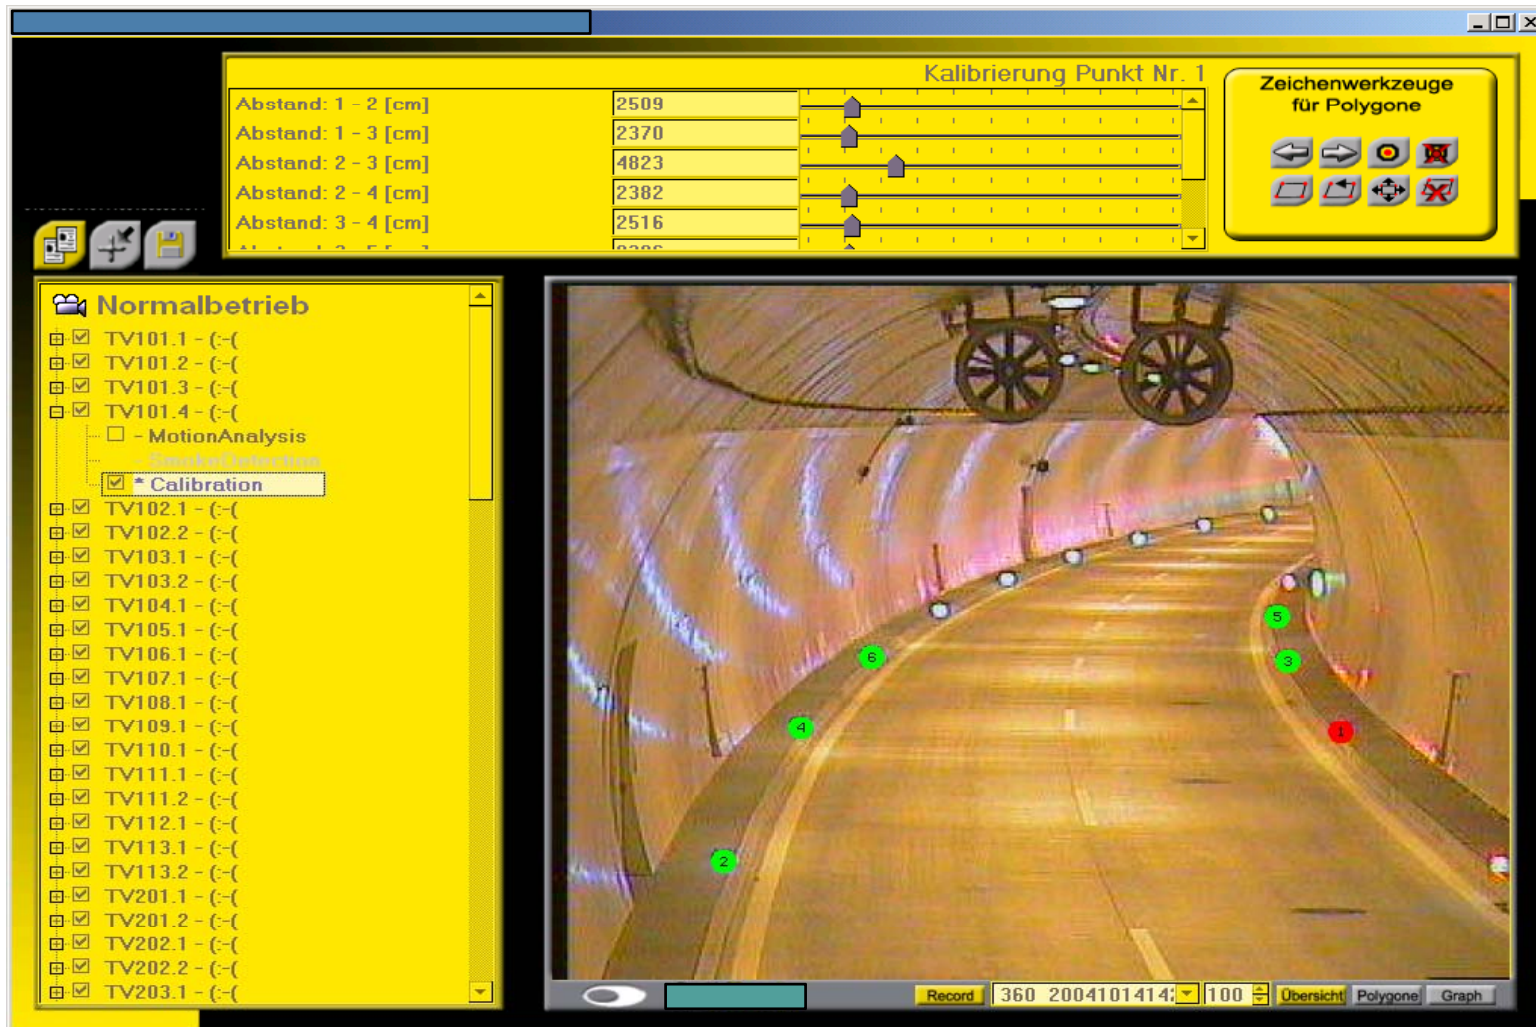 Kalibrierung Punkt Nr. 1
Abstand: 1 - 2 [cm] 2509
Abstand: 1 - 3 [cm] 2370
Abstand: 2 - 3 [cm] 4823
Abstand: 2 - 4 [cm] 2382
Abstand: 3 - 4 [cm] 2516
Zeichenwerkzeuge
für Polygone
Normalbetrieb
TV101.1 - (:-(
TV101.2 - (:-(
TV101.3 - (:-(
TV101.4 - (:-(
- MotionAnalysis
- SmokeDetection
* Calibration
TV102.1 - (:-(
TV102.2 - (:-(
TV103.1 - (:-(
TV103.2 - (:-(
TV104.1 - (:-(
TV105.1 - (:-(
TV106.1 - (:-(
TV107.1 - (:-(
TV108.1 - (:-(
TV109.1 - (:-(
TV110.1 - (:-(
TV111.1 - (:-(
TV111.2 - (:-(
TV112.1 - (:-(
TV113.1 - (:-(
TV113.2 - (:-(
TV201.1 - (:-(
TV201.2 - (:-(
TV202.1 - (:-(
TV202.2 - (:-(
TV203.1 - (:-(
5
6
3
4
1
2
Record 360 100 Übersicht Polygone Graph